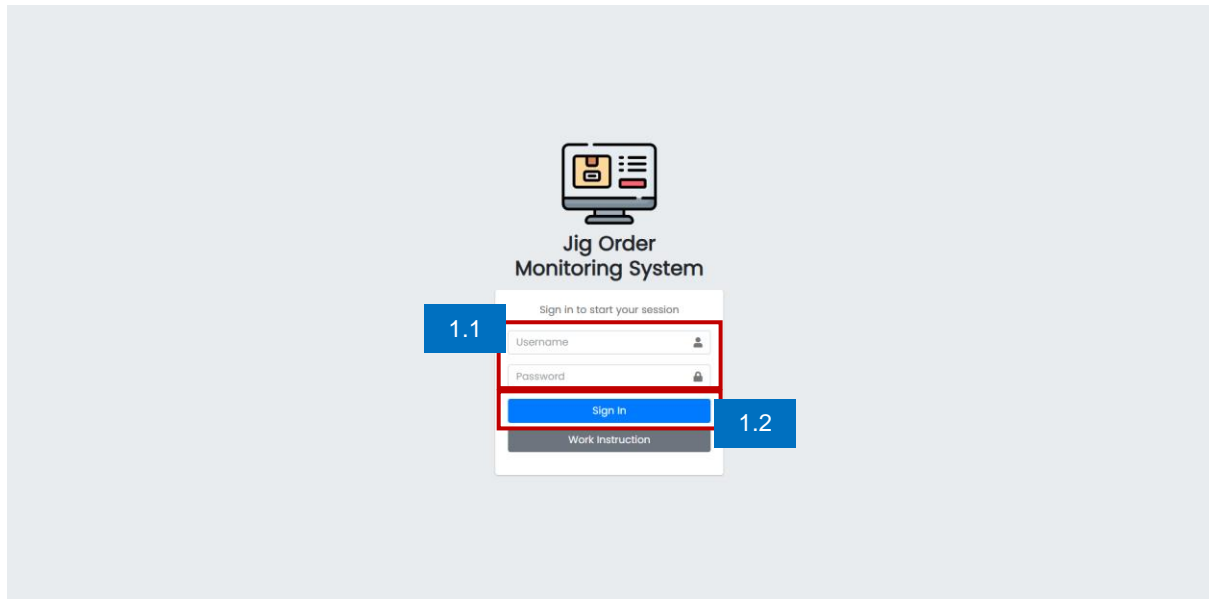 Jig Order
Monitoring System
Sign in to start your session
1.1
Username
Password
Sign In
1.2
Work Instruction